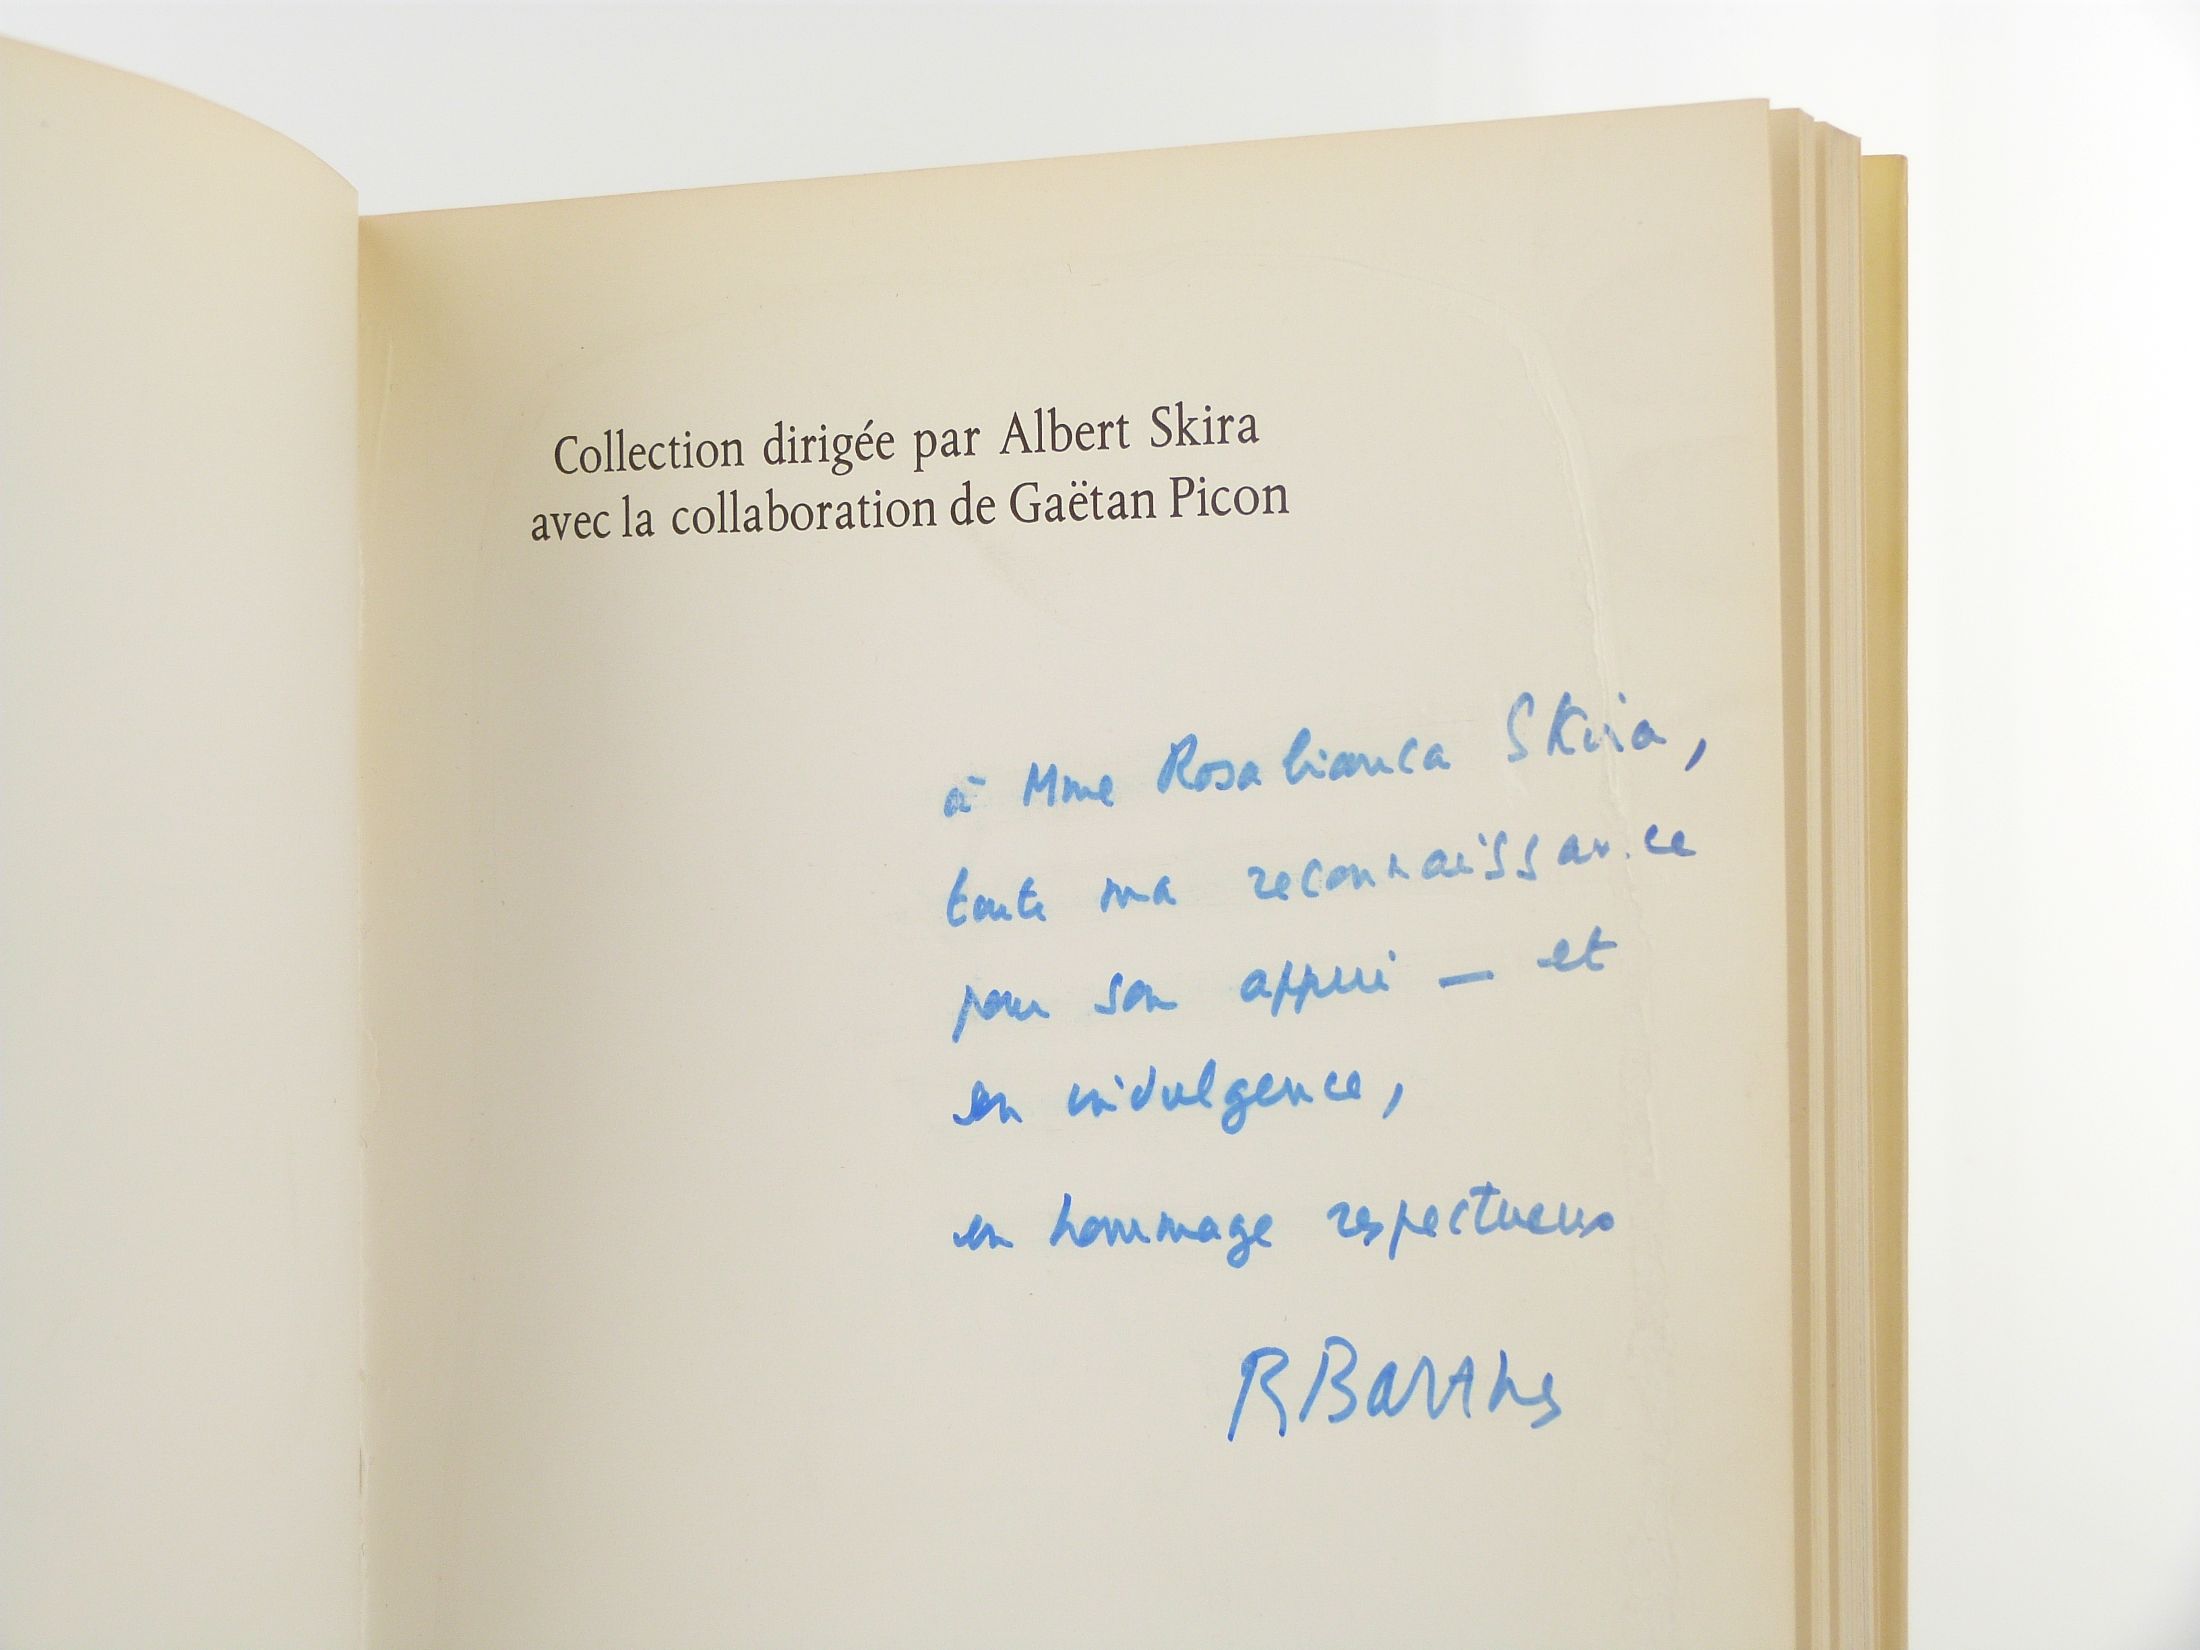 Collection dirigée par Albert Skira
avec la collaboration de Gaëtan Picon
à Mme Rosabianca Skira,
toute ma reconnaissance
pour son appui — et
en indulgence,
en hommage respectueux
R Barthes